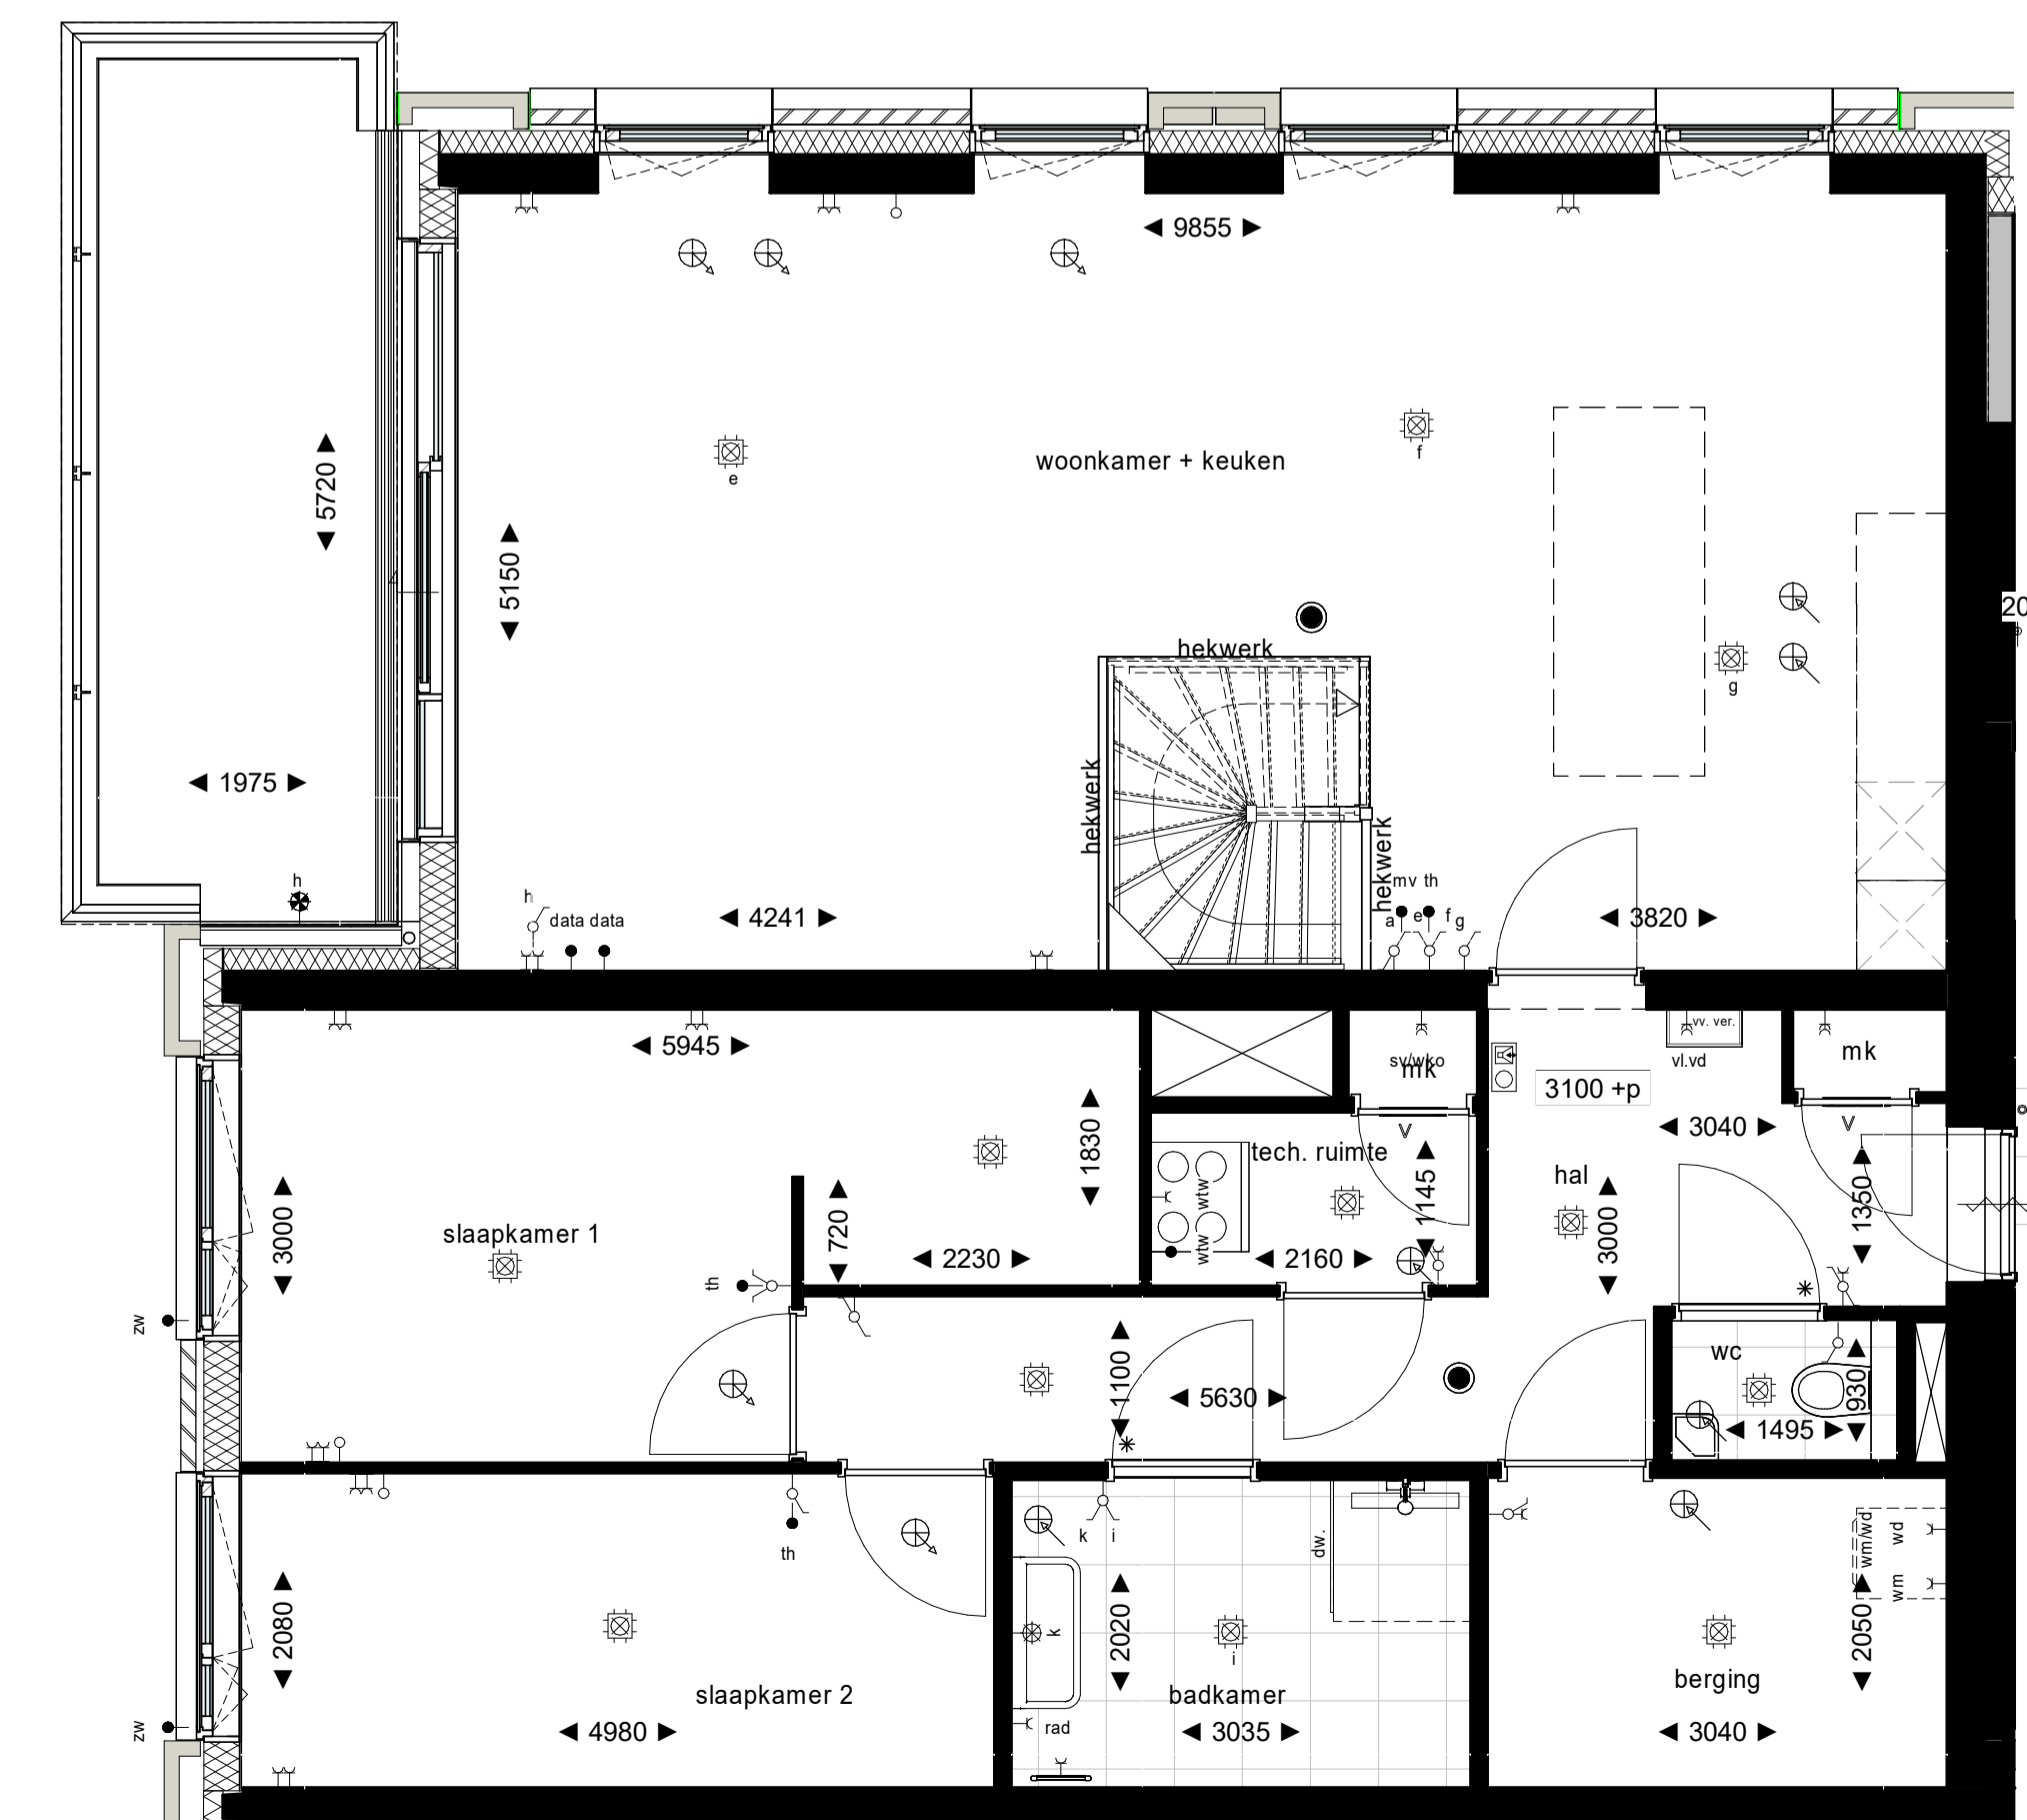 9855
e
f
woonkamer + keuken
5720
5150
20
hekwerk
g
1975
hekwerk
hekwerk
h
h
data data
4241
mv th
a e f g
3820
5945
sv/wko
mk
vv. ver.
vl.vd
mk
3100 +p
3040
V
V
1830
tech. ruimte
wtw
wtw
1145
2160
hal
3000
1350
3000
slaapkamer 1
720
2230
th
zw
1100
5630
wc
930
1495
th
k i
dw.
wm/wd
wd
wm
2080
2020
k
i
2050
slaapkamer 2
badkamer
berging
zw
4980
rad
3035
3040